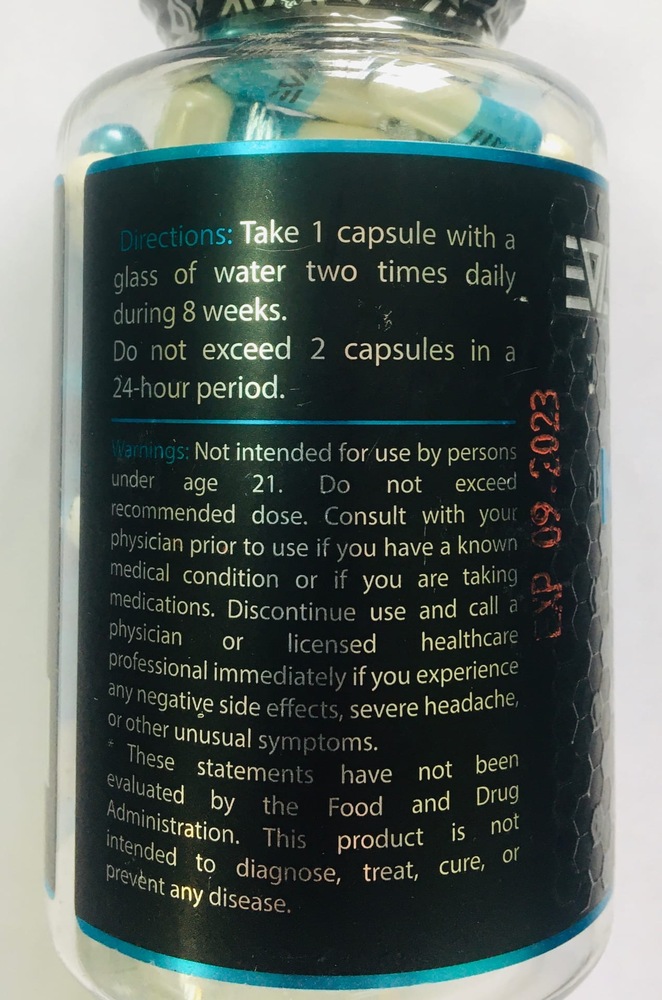 Directions: Take 1 capsule with a
glass of water two times daily
during 8 weeks.
Do not exceed 2 capsules in a
24-hour period.
Warnings: Not intended for use by persons
under age 21. Do not exceed
recommended dose. Consult with your
physician prior to use if you have a known
medical condition or if you are taking
medications. Discontinue use and call a
physician or licensed healthcare
professional immediately if you experience
any negative side effects, severe headache,
or other unusual symptoms.
* These statements have not been
evaluated by the Food and Drug
Administration. This product is not
intended to diagnose, treat, cure, or
prevent any disease.
EXP 09.2023